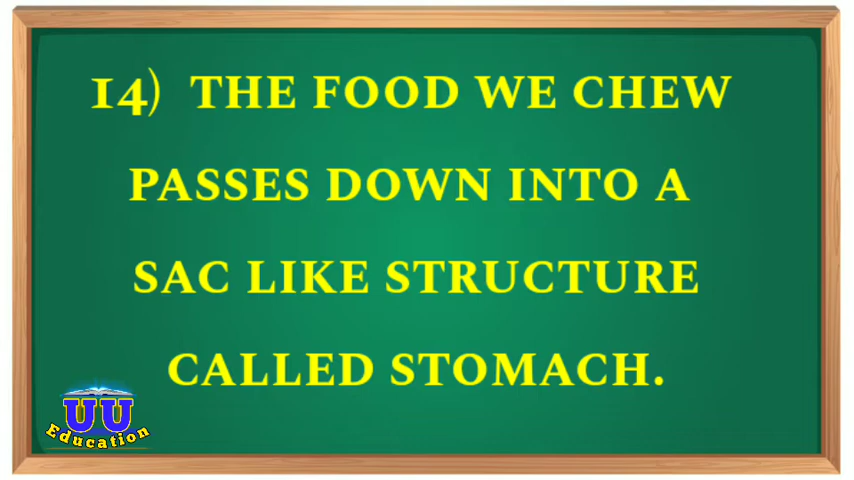 14) THE FOOD WE CHEW
PASSES DOWN INTO A
SAC LIKE STRUCTURE
CALLED STOMACH.
UU
Education